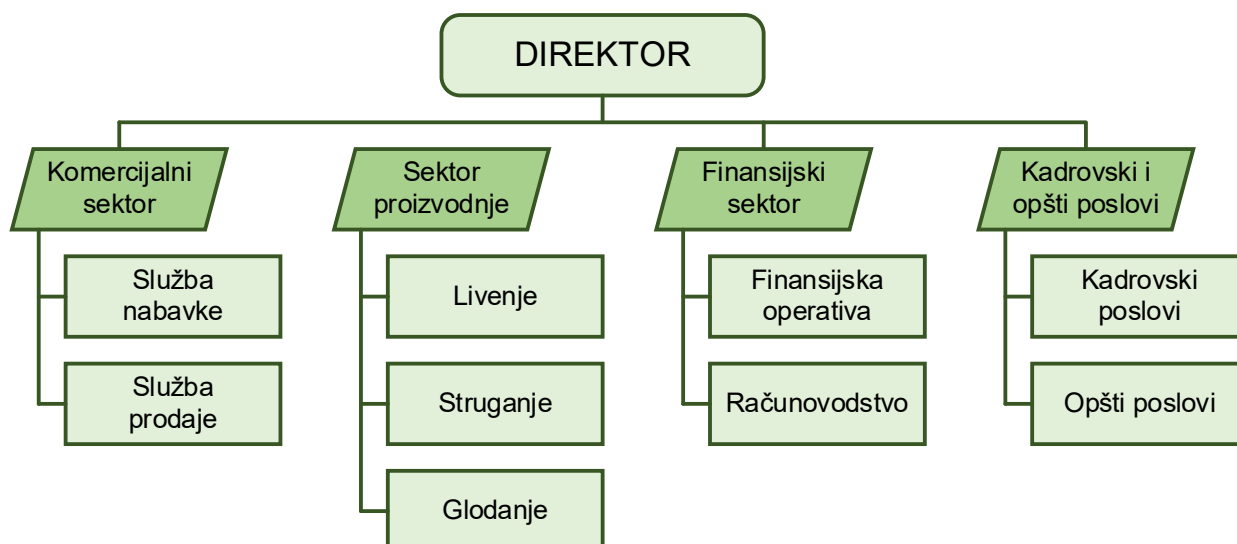 DIREKTOR
Komercijalni
sektor
Sektor
proizvodnje
Finansijski
sektor
Kadrovski i
opšti poslovi
Služba
nabavke
Livenje
Finansijska
operativa
Kadrovski
poslovi
Služba
prodaje
Struganje
Računovodstvo
Opšti poslovi
Glodanje